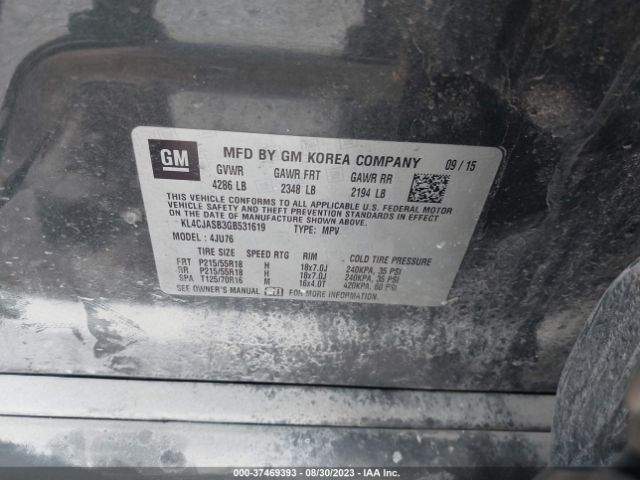 GM
MFD BY GM KOREA COMPANY 09/15
GVWR GAWR FRT GAWR RR
4286 LB 2348 LB 2194 LB
THIS VEHICLE CONFORMS TO ALL APPLICABLE U.S. FEDERAL MOTOR
VEHICLE SAFETY AND THEFT PREVENTION STANDARDS IN EFFECT ON
THE DATE OF MANUFACTURE SHOWN ABOVE.
KL4CJASB3GB531619 TYPE: MPV
MODEL: 4JU76
TIRE SIZE SPEED RTG RIM COLD TIRE PRESSURE
FRT P215/55R18 H 18x7.0J 240KPA, 35 PSI
RR P215/55R18 H 18x7.0J 240KPA, 35 PSI
SPA T125/70R16 M 16x4.0T 420KPA, 60 PSI
SEE OWNER'S MANUAL FOR MORE INFORMATION.
000-37469393 - 08/30/2023 - IAA Inc.